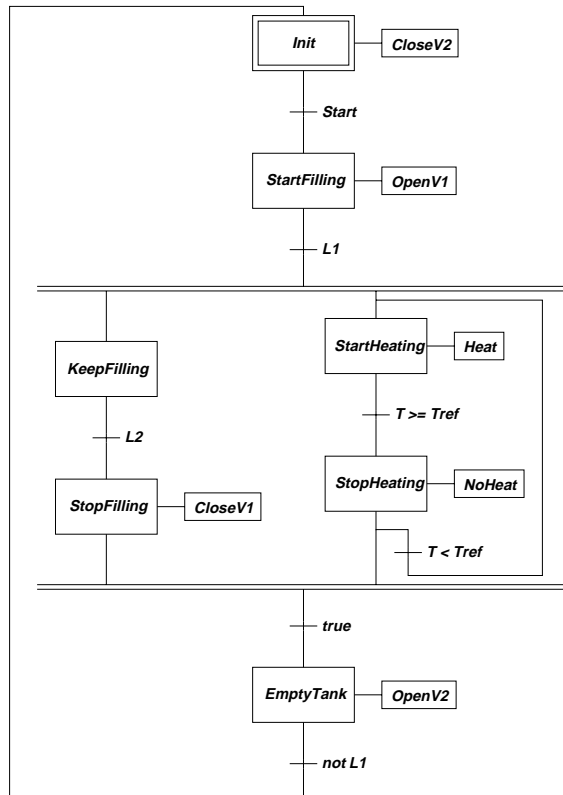 Init
CloseV2
Start
StartFilling
OpenV1
L1
StartHeating
Heat
KeepFilling
T >= Tref
L2
StopHeating
NoHeat
StopFilling
CloseV1
T < Tref
true
EmptyTank
OpenV2
not L1